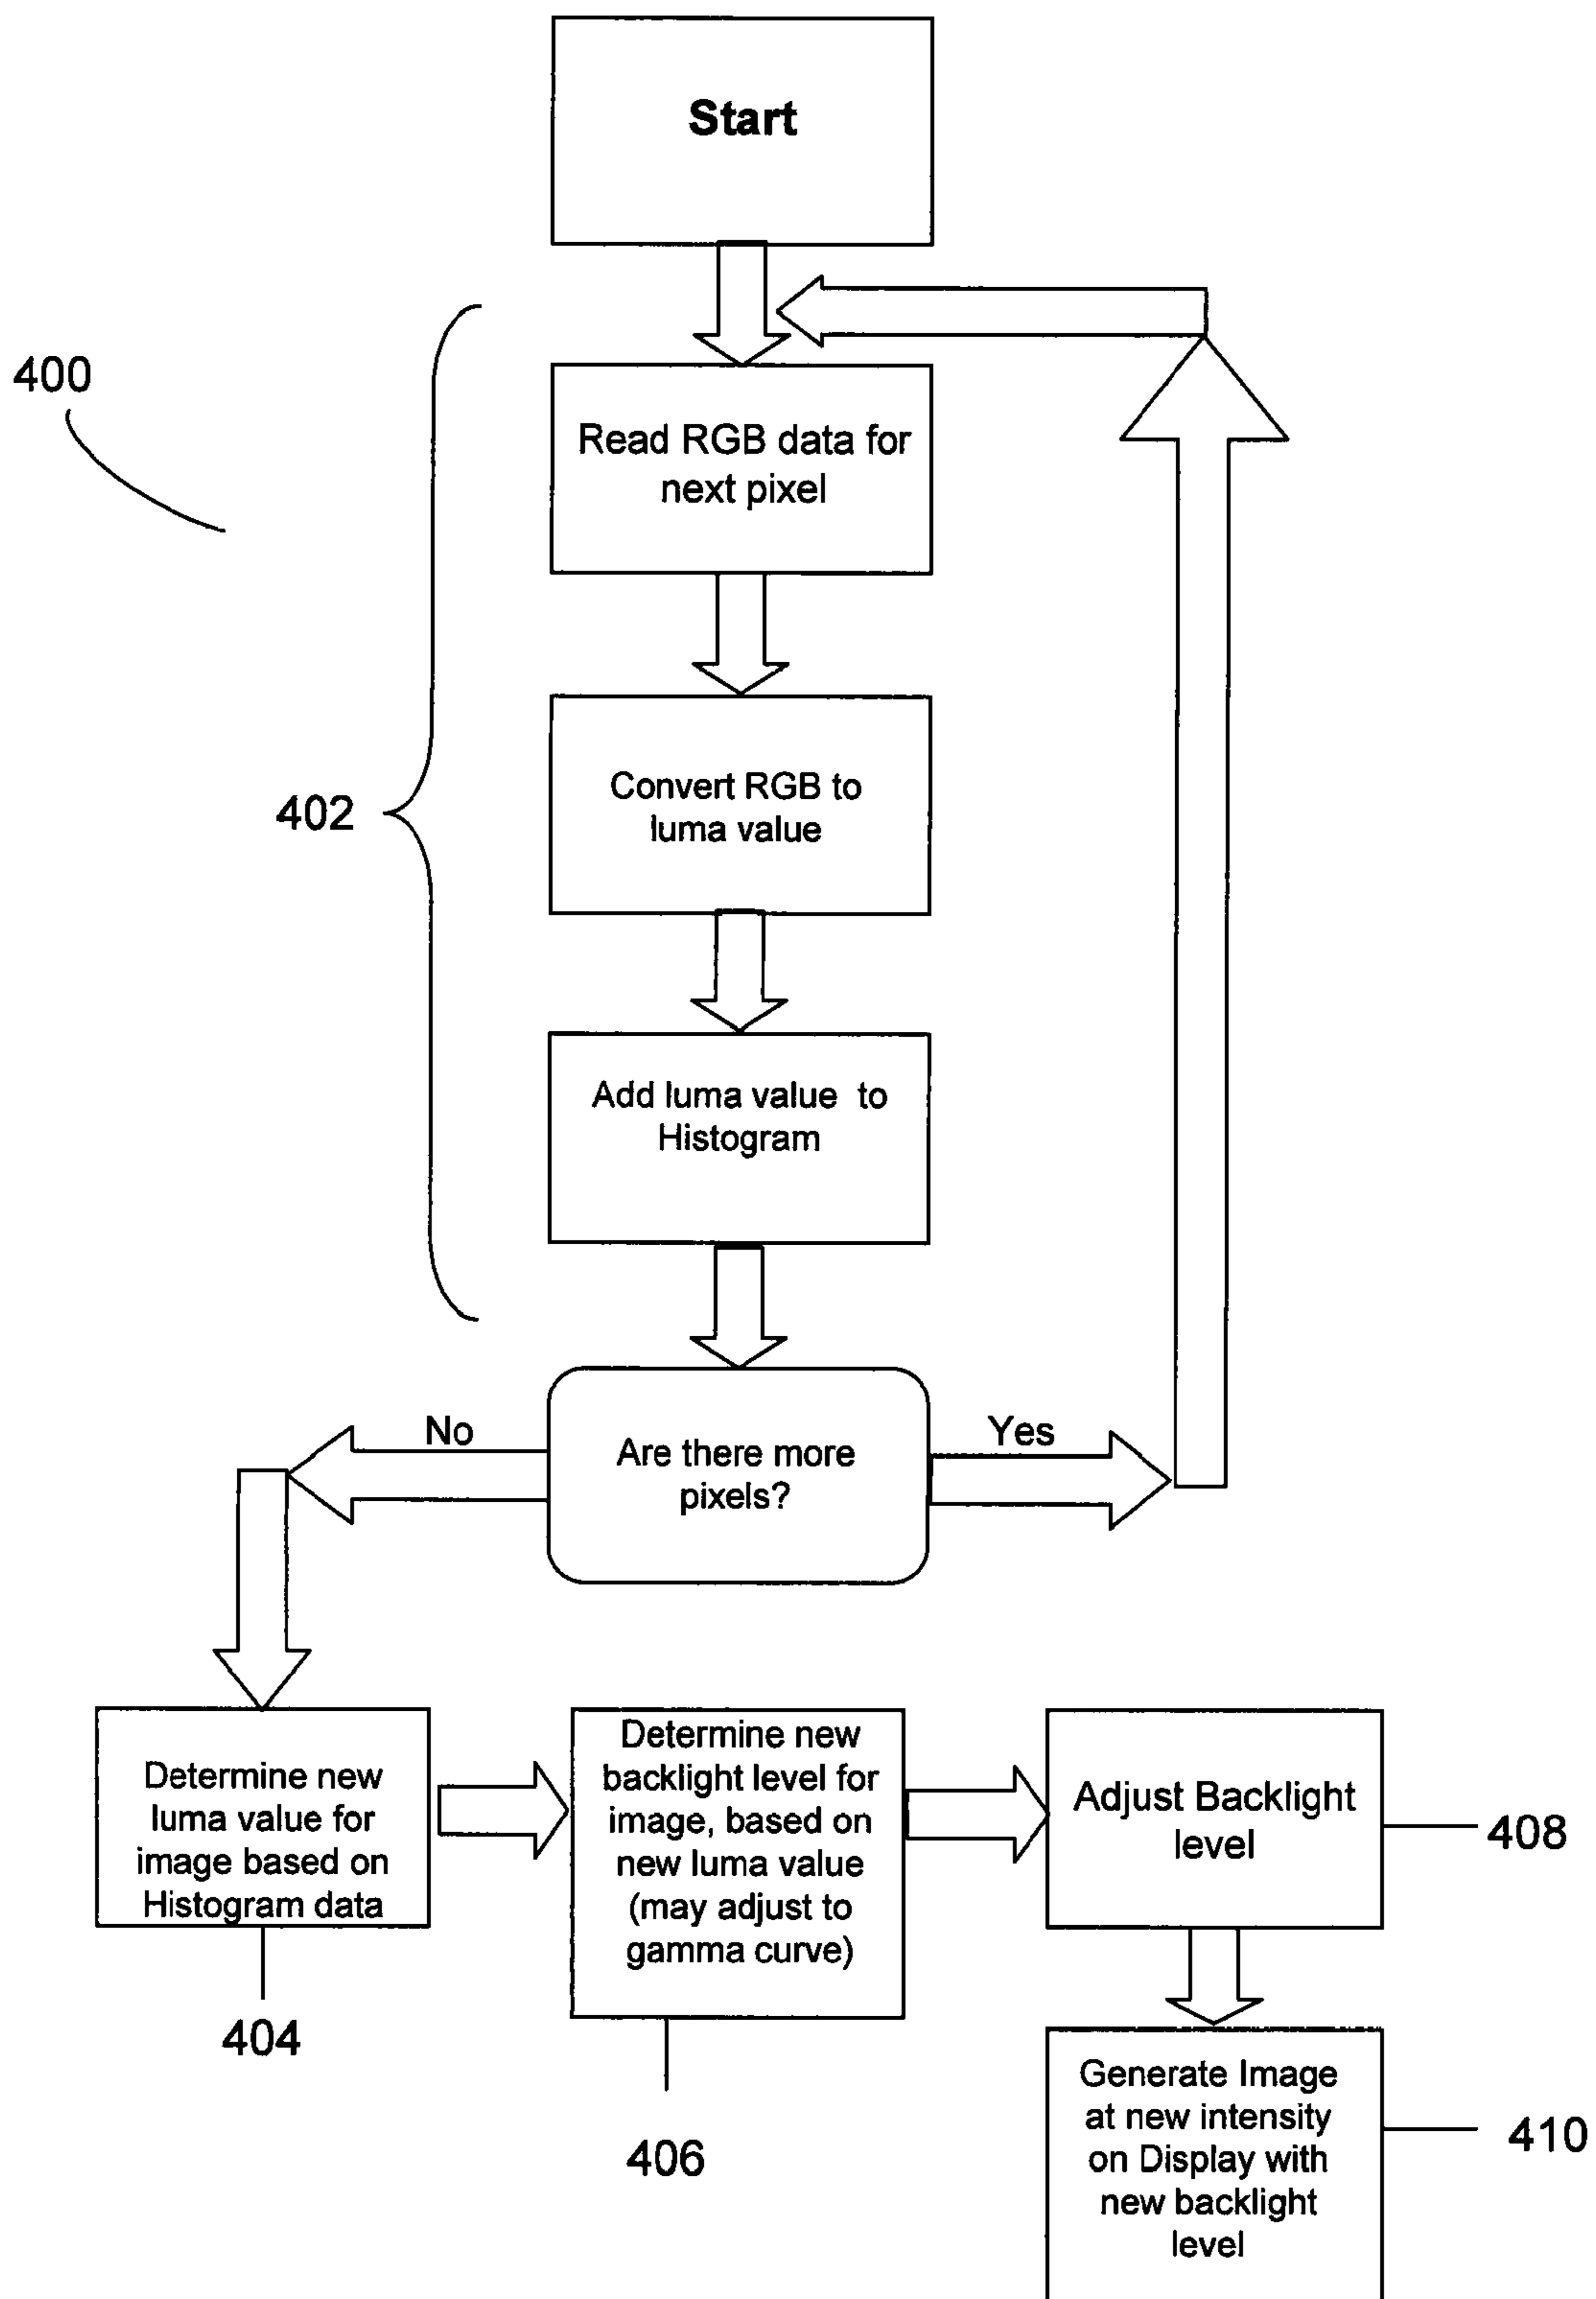 Start
400
Read RGB data for
next pixel
402
Convert RGB to
luma value
Add luma value to
Histogram
No
Are there more
pixels?
Yes
Determine new
luma value for
image based on
Histogram data
404
Determine new
backlight level for
image, based on
new luma value
(may adjust to
gamma curve)
406
Adjust Backlight
level
408
Generate Image
at new intensity
on Display with
new backlight
level
410